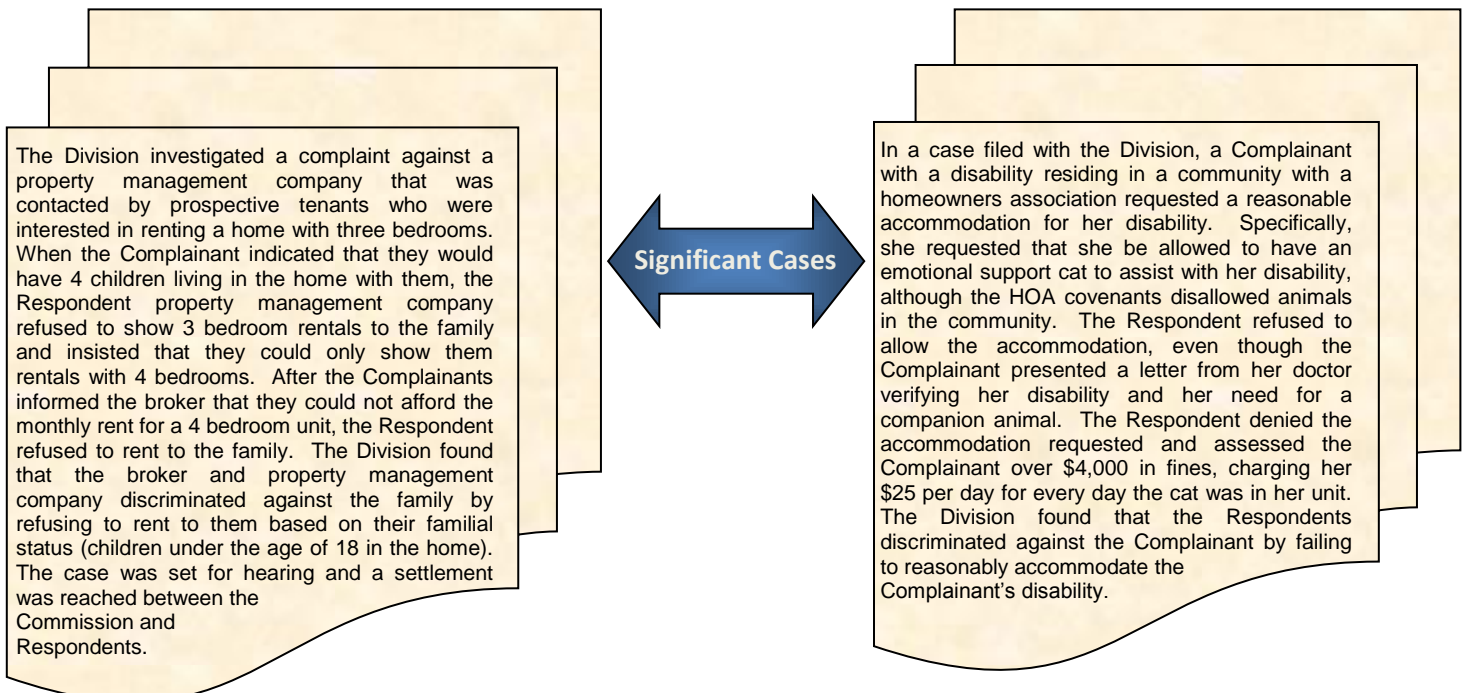 The Division investigated a complaint against a
property management company that was
contacted by prospective tenants who were
interested in renting a home with three bedrooms.
When the Complainant indicated that they would
have 4 children living in the home with them, the
Respondent property management company
refused to show 3 bedroom rentals to the family
and insisted that they could only show them
rentals with 4 bedrooms. After the Complainants
informed the broker that they could not afford the
monthly rent for a 4 bedroom unit, the Respondent
refused to rent to the family. The Division found
that the broker and property management
company discriminated against the family by
refusing to rent to them based on their familial
status (children under the age of 18 in the home).
The case was set for hearing and a settlement
was reached between the
Commission and
Respondents.
Significant Cases
In a case filed with the Division, a Complainant
with a disability residing in a community with a
homeowners association requested a reasonable
accommodation for her disability. Specifically,
she requested that she be allowed to have an
emotional support cat to assist with her disability,
although the HOA covenants disallowed animals
in the community. The Respondent refused to
allow the accommodation, even though the
Complainant presented a letter from her doctor
verifying her disability and her need for a
companion animal. The Respondent denied the
accommodation requested and assessed the
Complainant over $4,000 in fines, charging her
$25 per day for every day the cat was in her unit.
The Division found that the Respondents
discriminated against the Complainant by failing
to reasonably accommodate the
Complainant's disability.